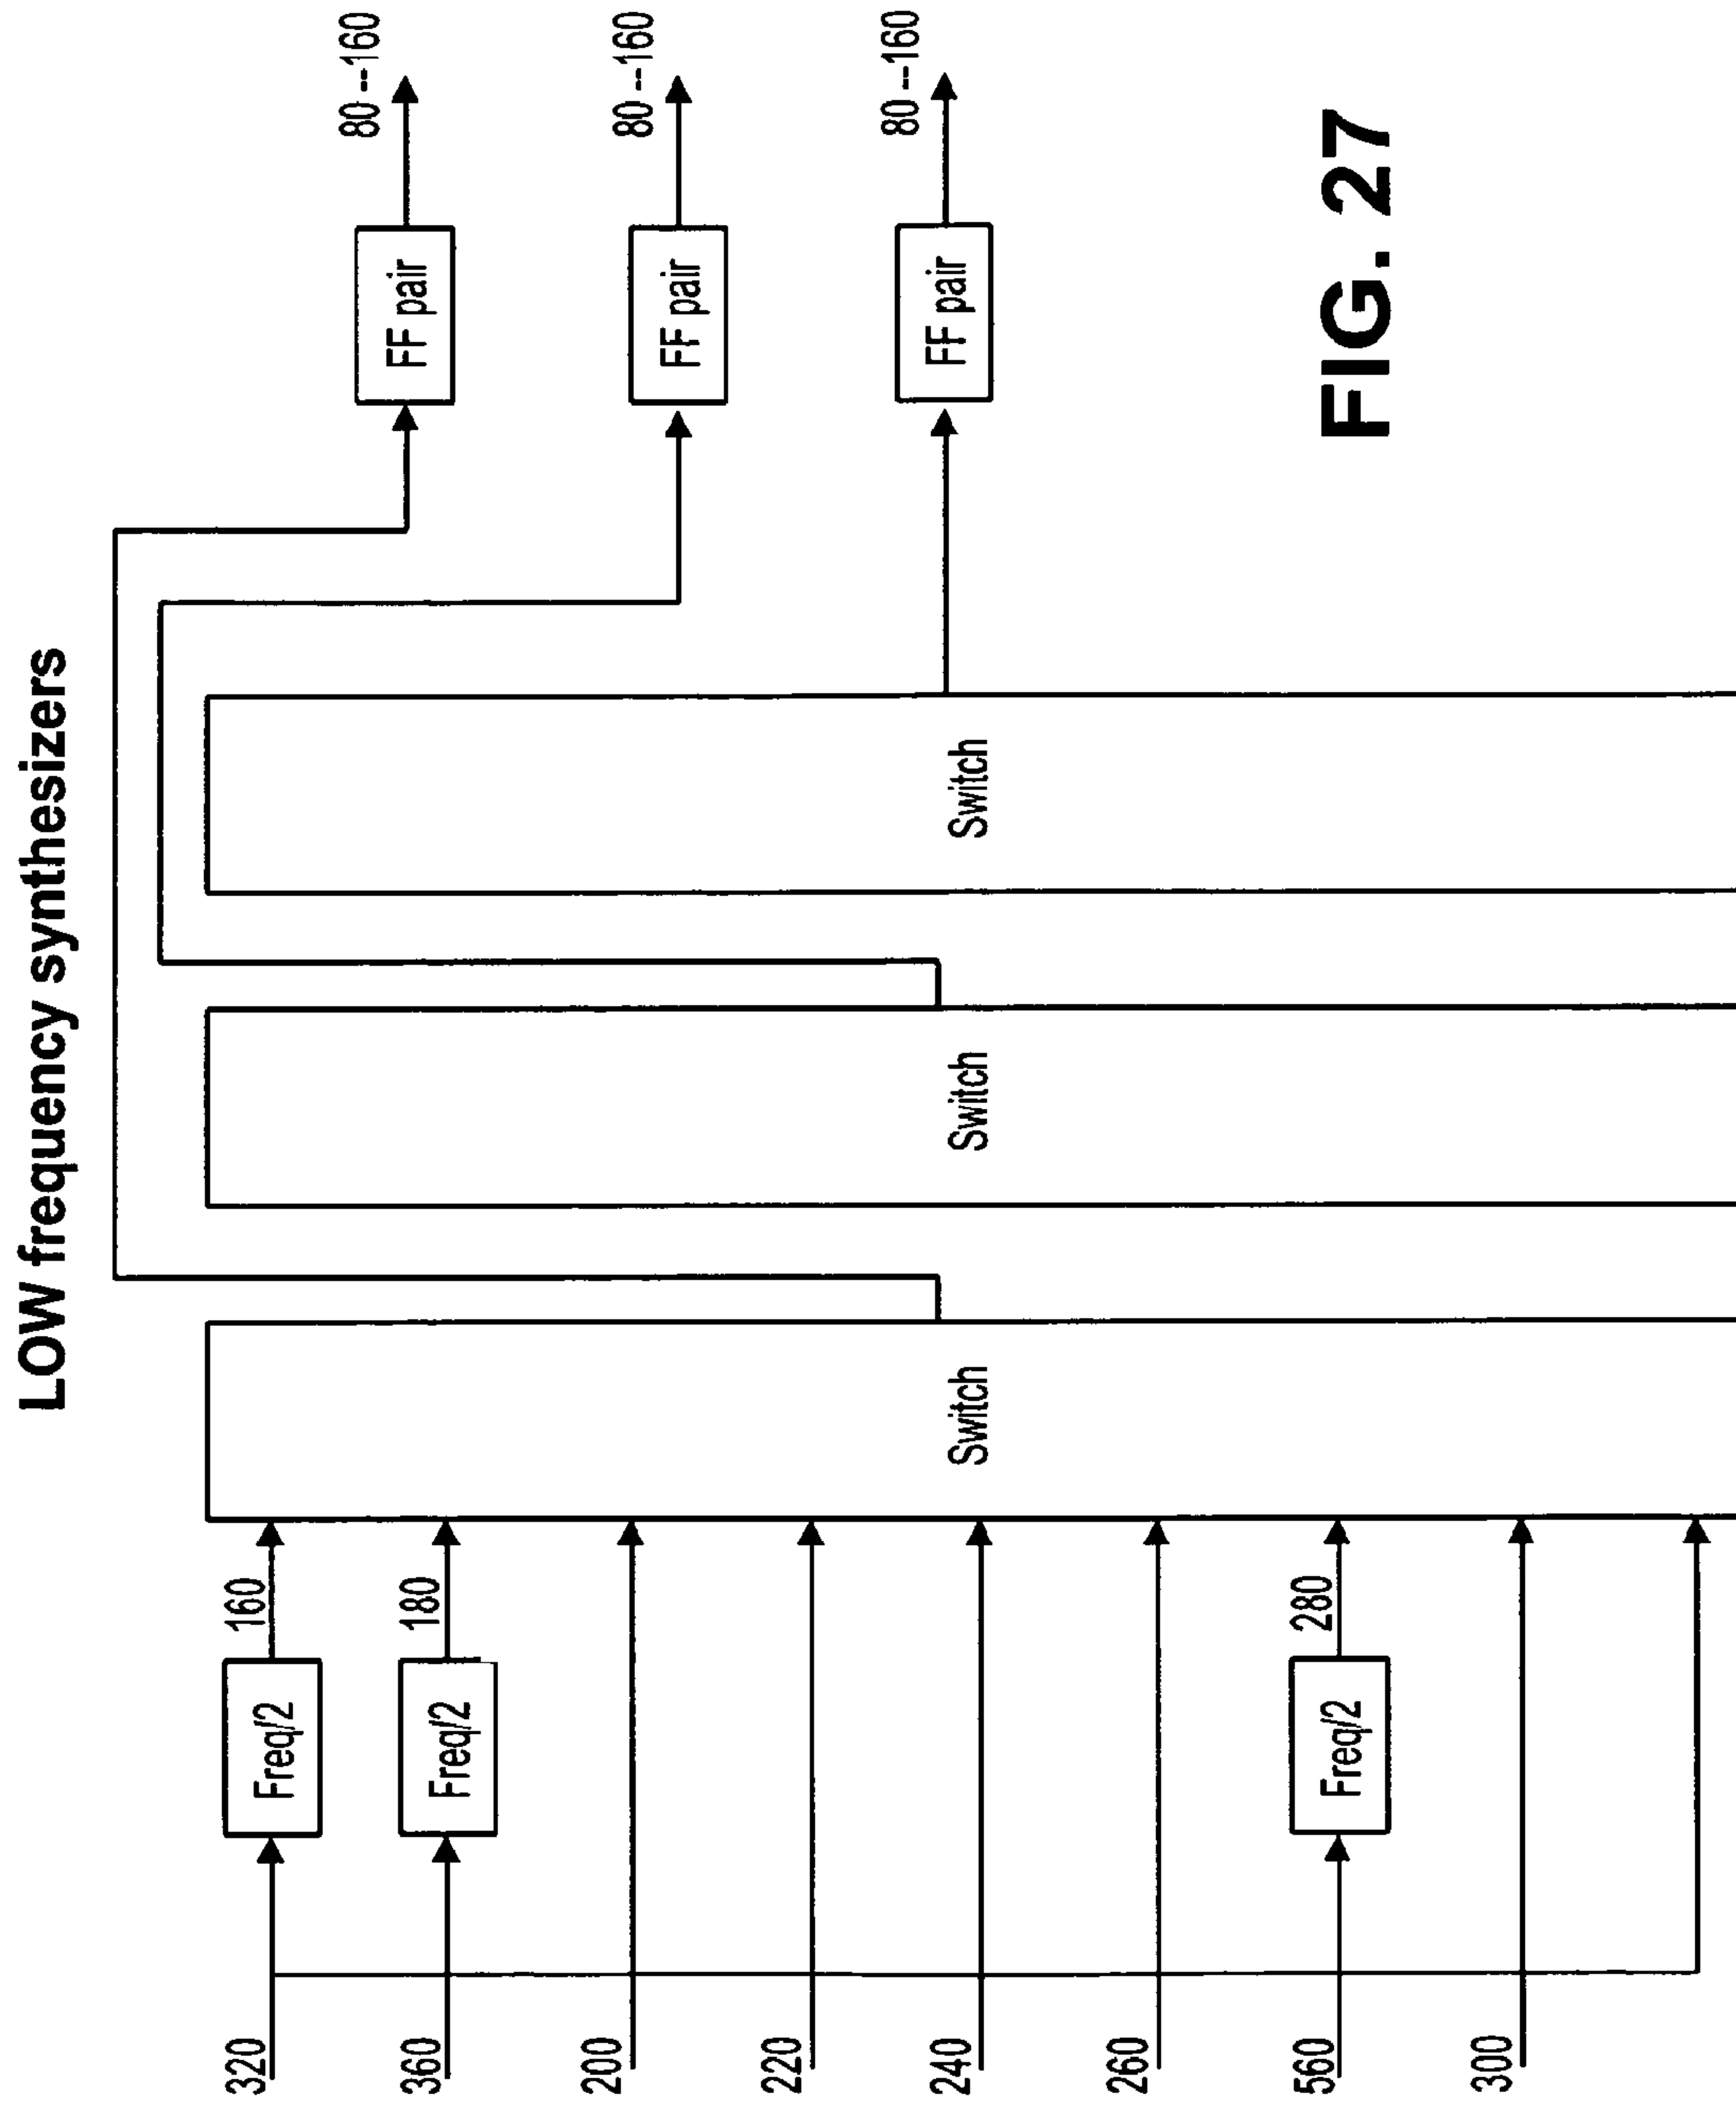 LOW frequency synthesizers
320
Freq/2
160
360
Freq/2
180
200
220
240
260
560
Freq/2
280
300
Switch
Switch
Switch
FF pair
80--160
FF pair
80--160
FF pair
80--160
FIG. 27